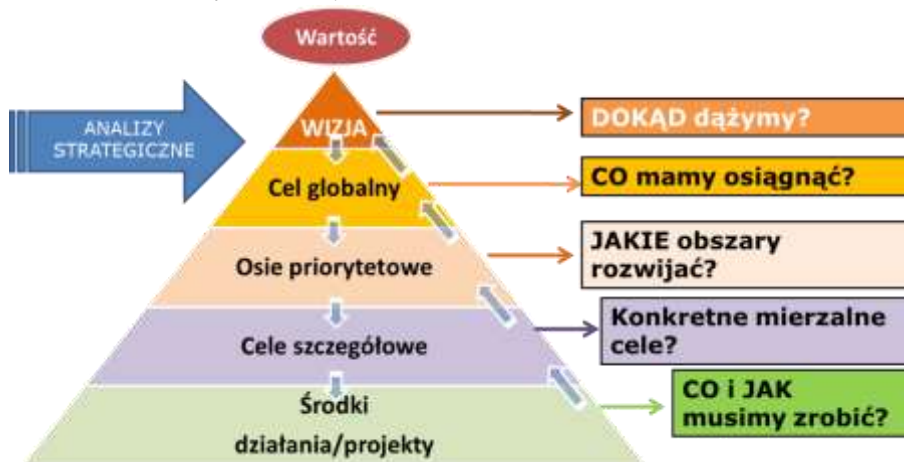 Wartość
ANALIZY
STRATEGICZNE
WIZJA
DOKĄD dążymy?
Cel globalny
CO mamy osiągnąć?
Osie priorytetowe
JAKIE obszary
rozwijać?
Cele szczegółowe
Konkretne mierzalne
cele?
Środki
działania/projekty
CO i JAK
musimy zrobić?